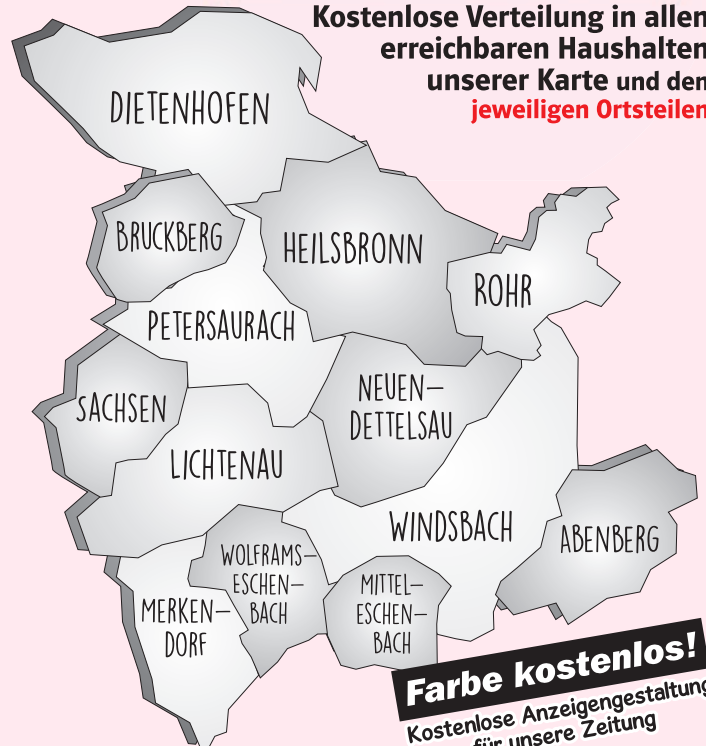 Kostenlose Verteilung in allen
erreichbaren Haushalten
unserer Karte und den
jeweiligen Ortsteilen
DIETENHOFEN
BRUCKBERG
HEILSBRONN
ROHR
PETERSAURACH
SACHSEN
NEUEN–
DETTELSAU
LICHTENAU
WINDSBACH
ABENBERG
WOLFRAMS–
ESCHEN–
BACH
MITTEL–
ESCHEN–
BACH
MERKEN–
DORF
Farbe kostenlos!
Kostenlose Anzeigengestaltung
für unsere Zeitung